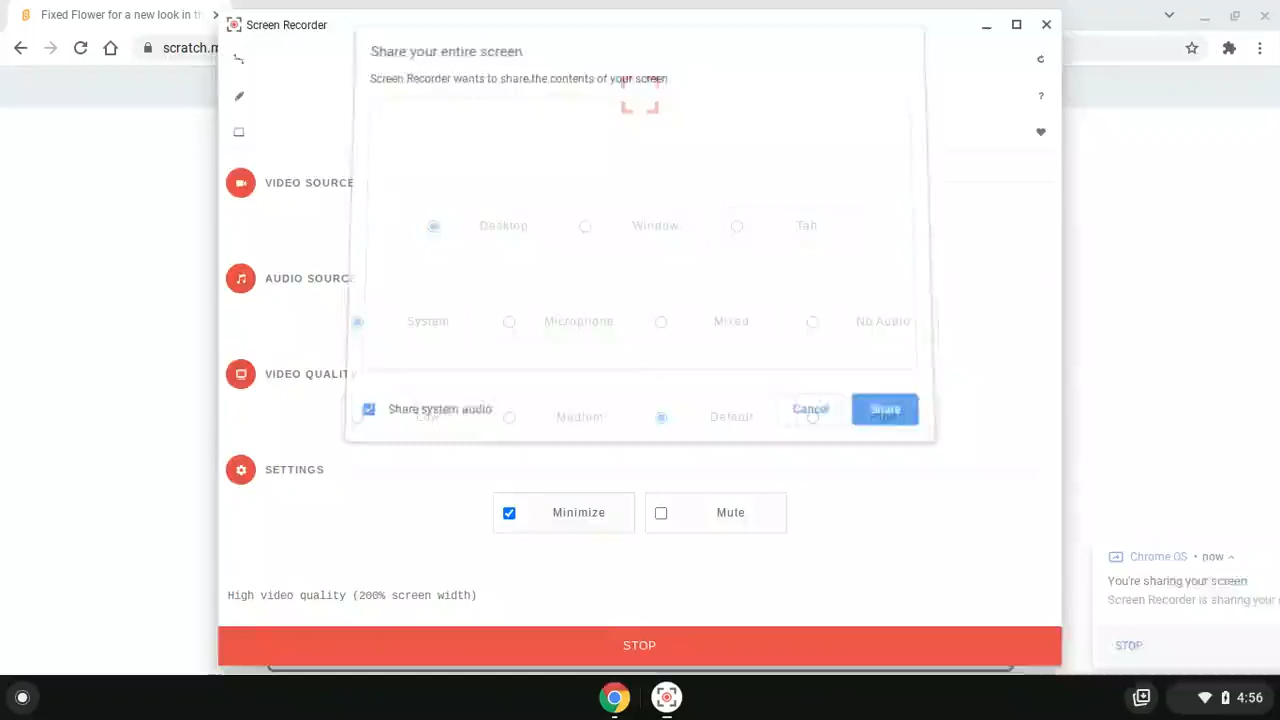 Fixed Flower for a new look in th
Screen Recorder
scratch.m
Share your entire screen
Screen Recorder wants to share the contents of your screen
?
VIDEO SOURCE
Desktop
Window
Tab
AUDIO SOURCE
System
Microphone
Mixed
No Audio
VIDEO QUALITY
Share system audio
Low
Medium
Default
Cancel
Share
SETTINGS
Minimize
Mute
Chrome OS • now
You're sharing your screen
Screen Recorder is sharing your
STOP
High video quality (200% screen width)
STOP
4:56